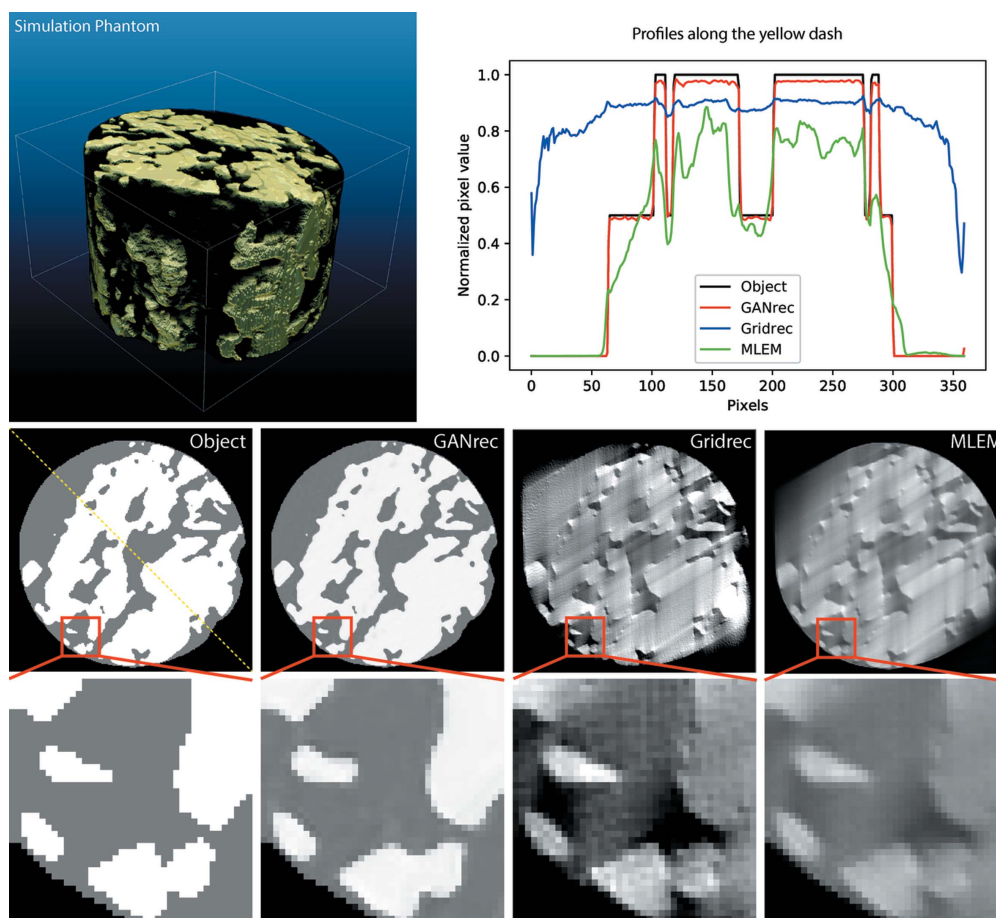 Simulation Phantom
Profiles along the yellow dash
Normalized pixel value
1.0
0.8
0.6
0.4
0.2
0.0
Object
GANrec
Gridrec
MLEM
0
50
100
150
200
250
300
350
Pixels
Object
GANrec
Gridrec
MLEM